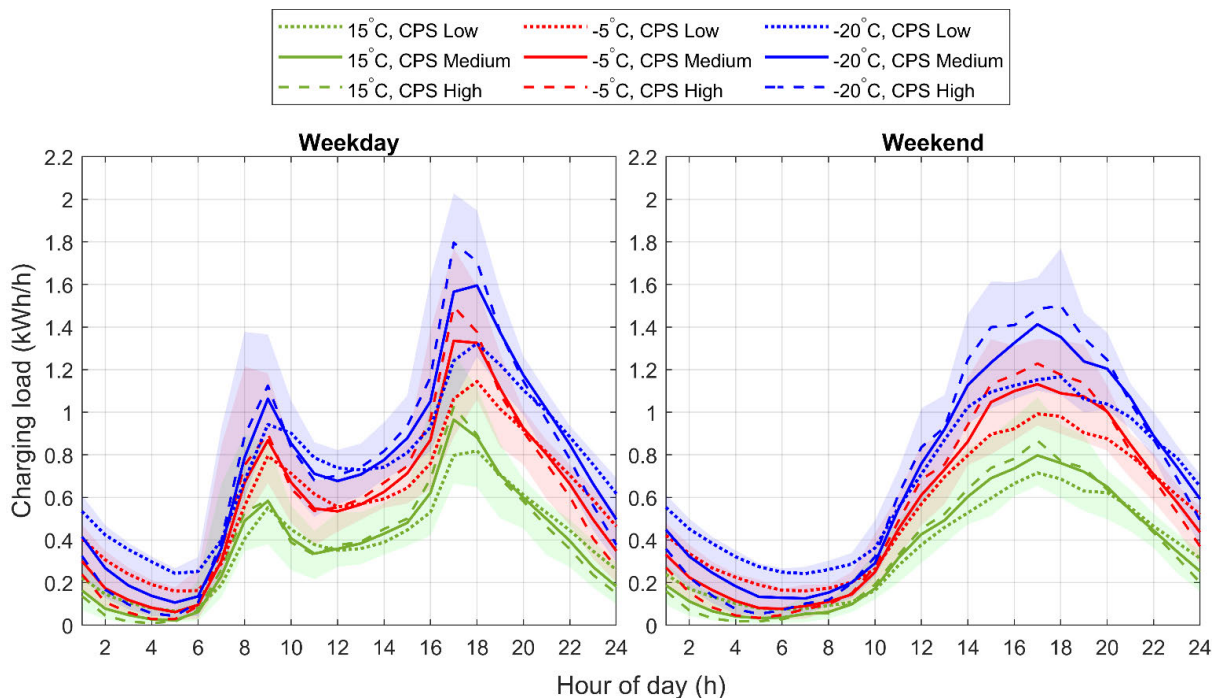 15°C, CPS Low -5°C, CPS Low -20°C, CPS Low
15°C, CPS Medium -5°C, CPS Medium -20°C, CPS Medium
15°C, CPS High -5°C, CPS High -20°C, CPS High
Weekday Weekend
2.2 2.2
2 2
1.8 1.8
1.6 1.6
1.4 1.4
1.2 1.2
1 1
0.8 0.8
0.6 0.6
0.4 0.4
0.2 0.2
0 0
Charging load (kWh/h)
2 4 6 8 10 12 14 16 18 20 22 24 2 4 6 8 10 12 14 16 18 20 22 24
Hour of day (h)